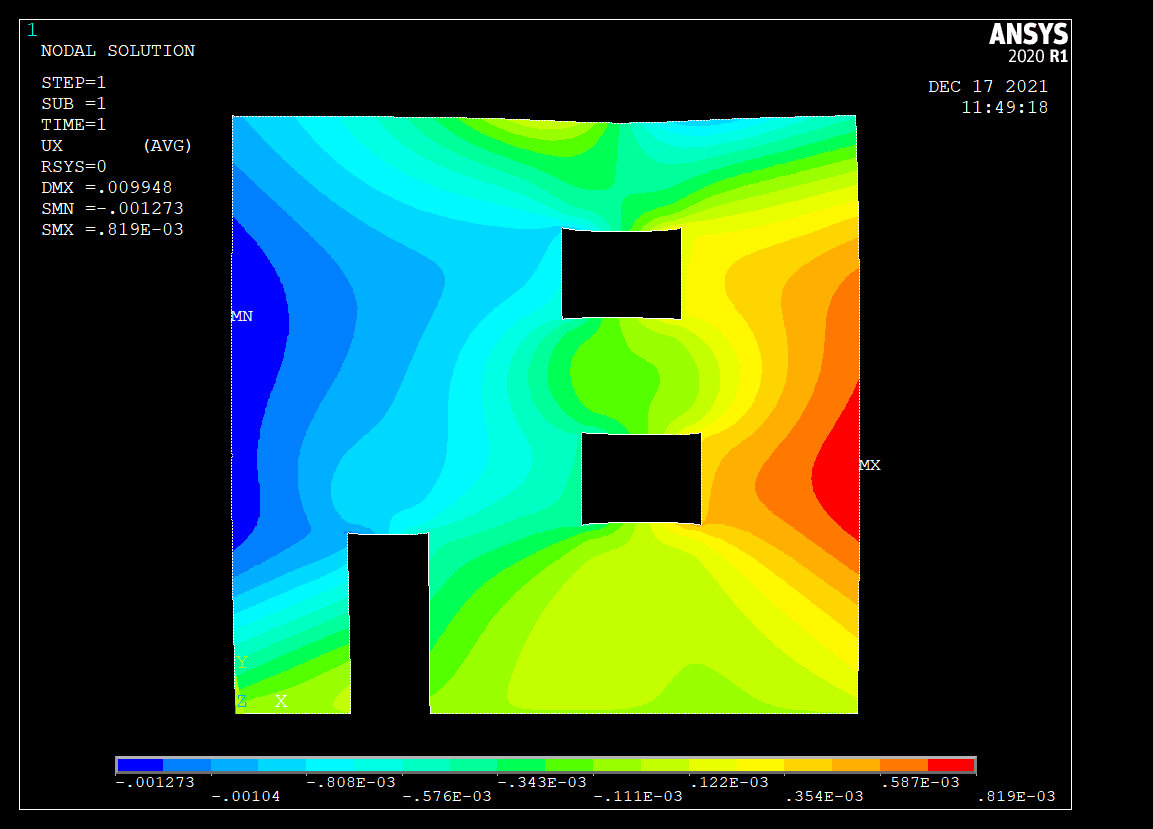 1
NODAL SOLUTION
STEP=1
SUB =1
TIME=1
UX (AVG)
RSYS=0
DMX =.009948
SMN =-.001273
SMX =.819E-03
ANSYS
2020 R1
DEC 17 2021
11:49:18
MN
MX
Y
Z X
-.001273 -.808E-03 -.343E-03 .122E-03 .587E-03
-.00104 -.576E-03 -.111E-03 .354E-03 .819E-03